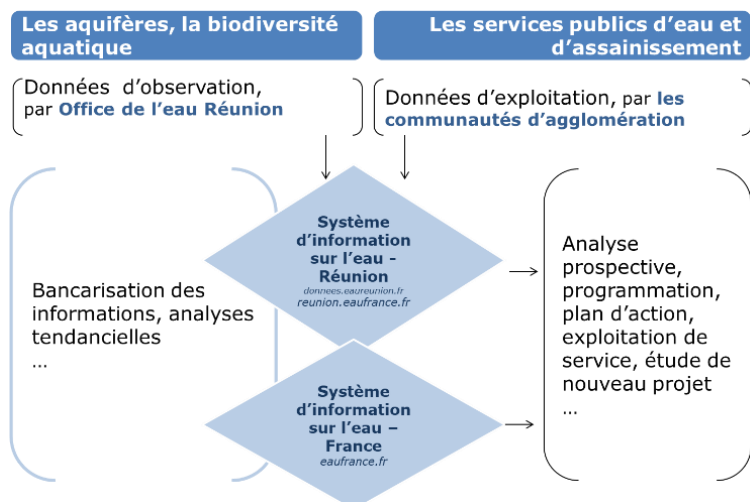 Les aquifères, la biodiversité
aquatique
Les services publics d'eau et
d'assainissement
Données d'observation,
par Office de l'eau Réunion
Données d'exploitation, par les
communautés d'agglomération
Bancarisation des
informations, analyses
tendancielles
...
Système
d'information
sur l'eau -
Réunion
donnees.eaureunion.fr
reunion.eaufrance.fr
Système
d'information
sur l'eau –
France
eaufrance.fr
Analyse
prospective,
programmation,
plan d'action,
exploitation de
service, étude de
nouveau projet
...